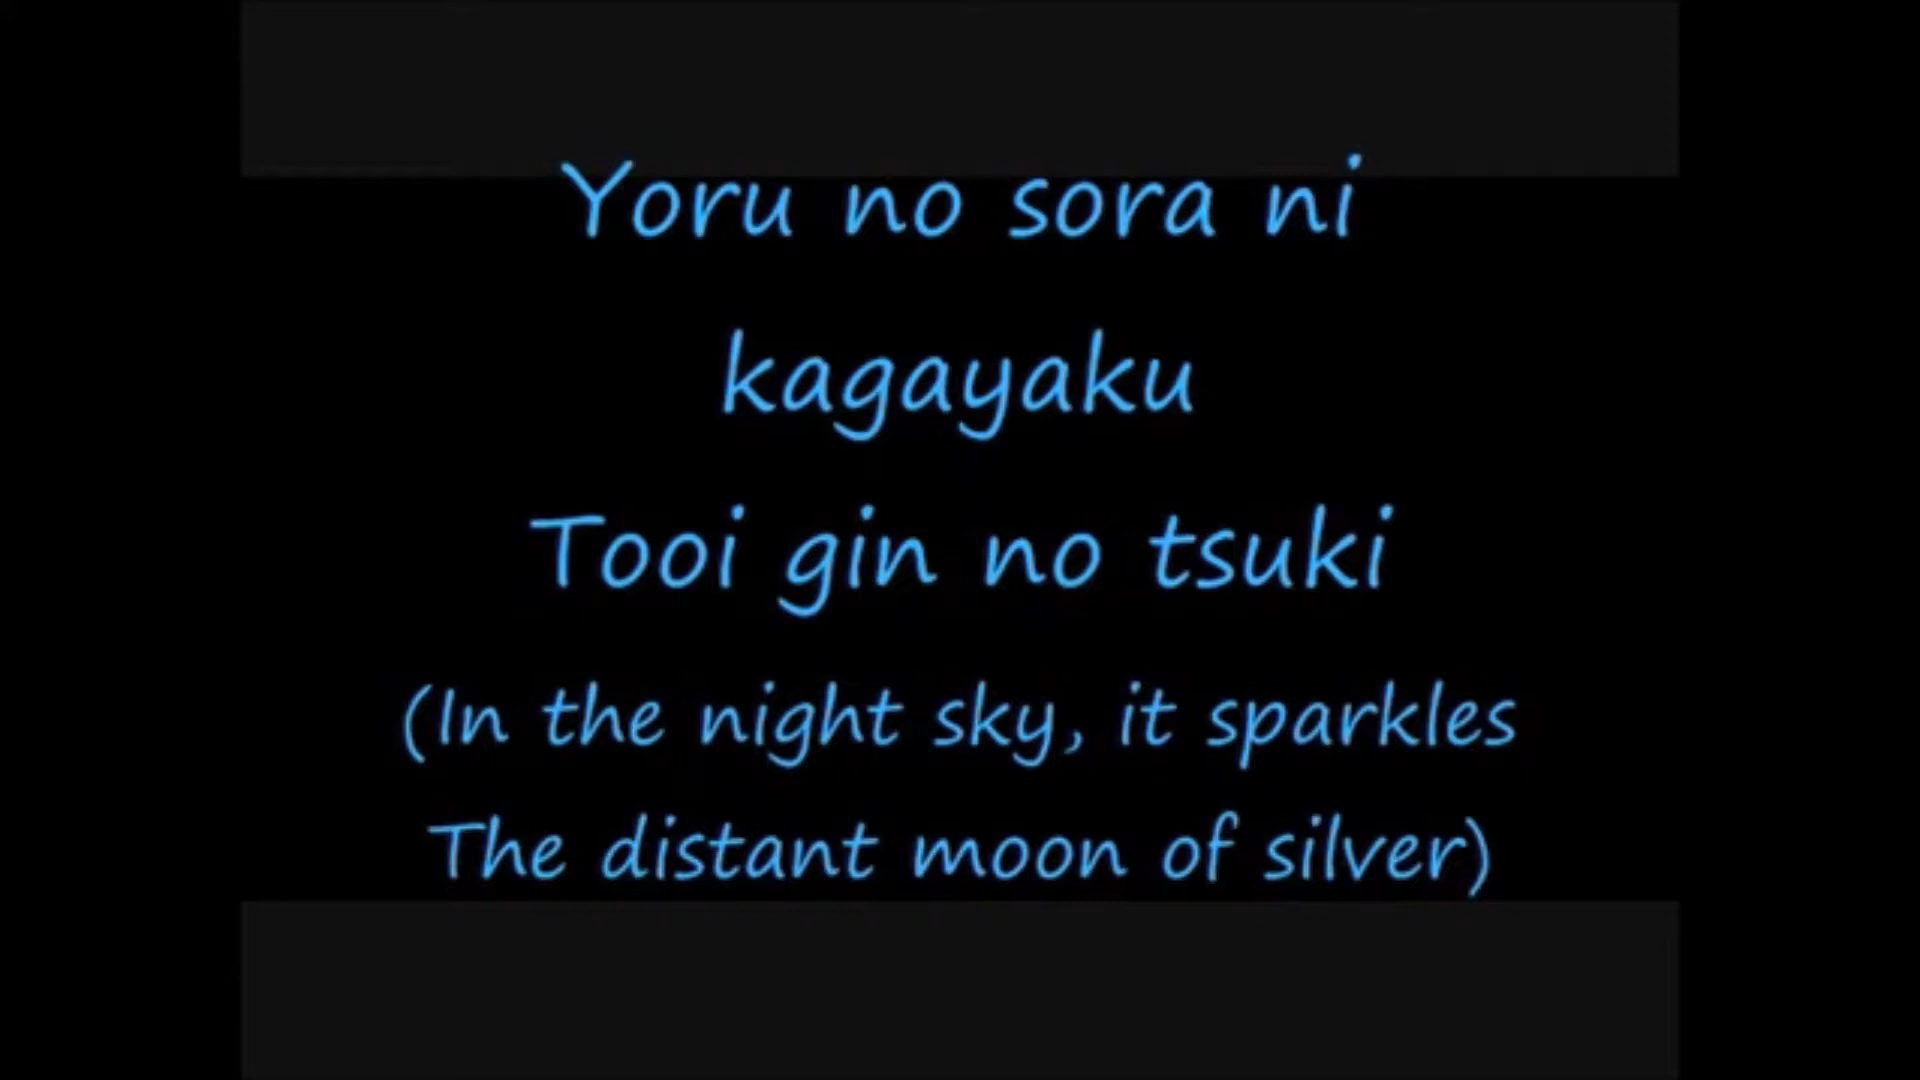 Yoru no sora ni
kagayaku
Tooi gin no tsuki
(In the night sky, it sparkles
The distant moon of silver)